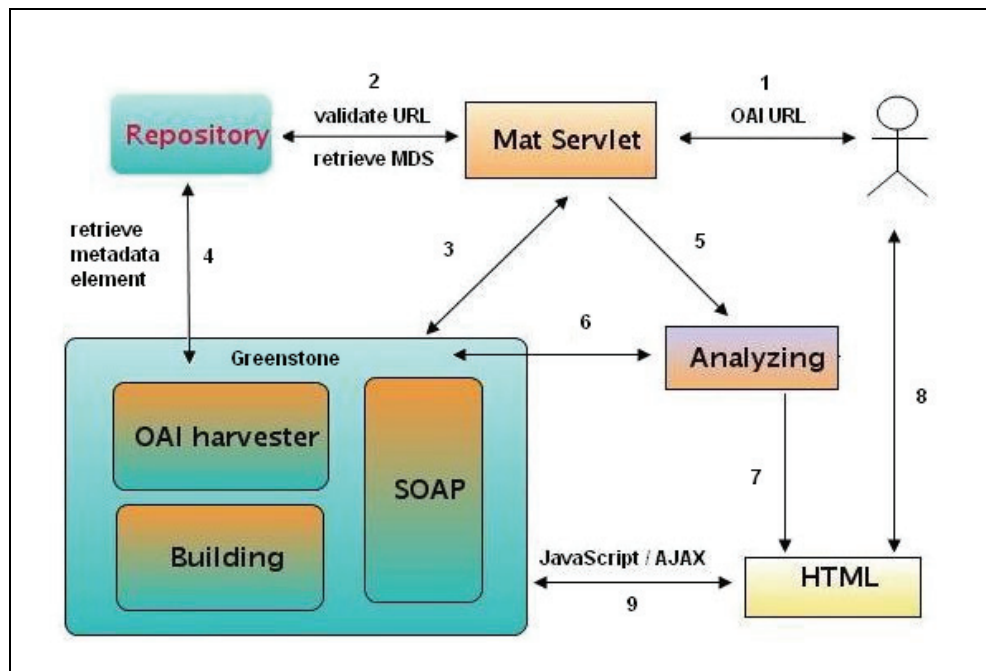 2
1
validate URL
OAI URL
Repository
Mat Servlet
retrieve MDS
retrieve
metadata
element
4
3
5
6
Greenstone
Analyzing
OAI harvester
8
SOAP
7
Building
JavaScript / AJAX
HTML
9